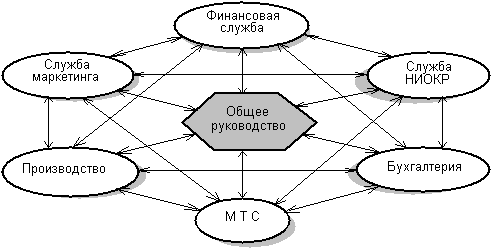 Финансовая
служба
Служба
маркетинга
Служба
НИОКР
Общее
руководство
Производство
Бухгалтерия
М Т С